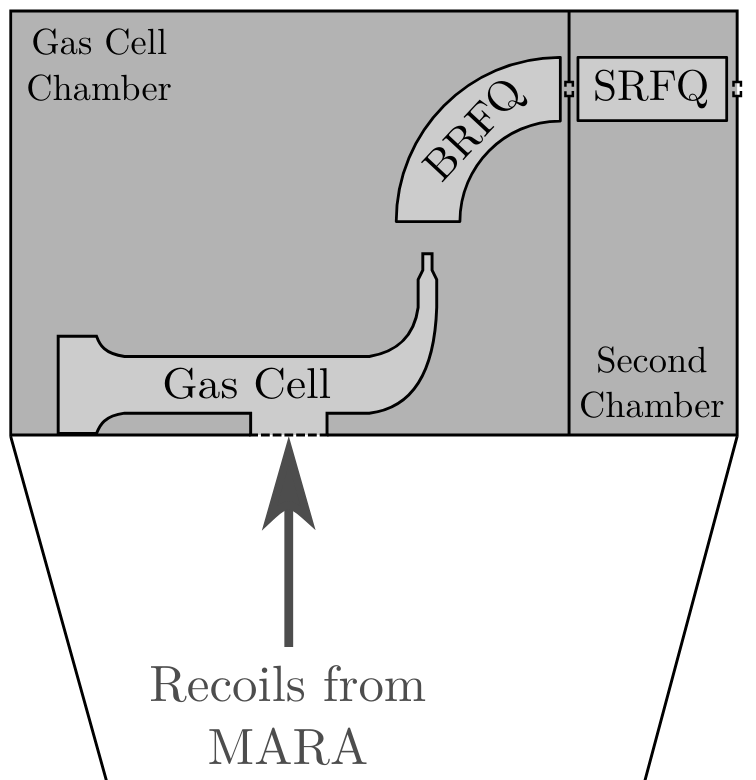 Gas Cell
Chamber
BRFQ
SRFQ
Gas Cell
Second
Chamber
Recoils from
MARA